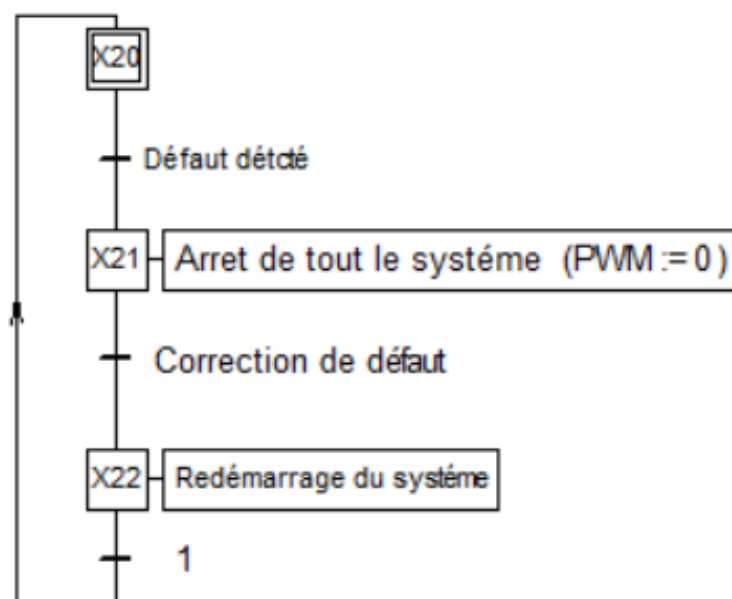 X20
Défaut détcté
X21 Arret de tout le systéme (PWM := 0 )
Correction de défaut
X22 Redémarrage du systéme
1